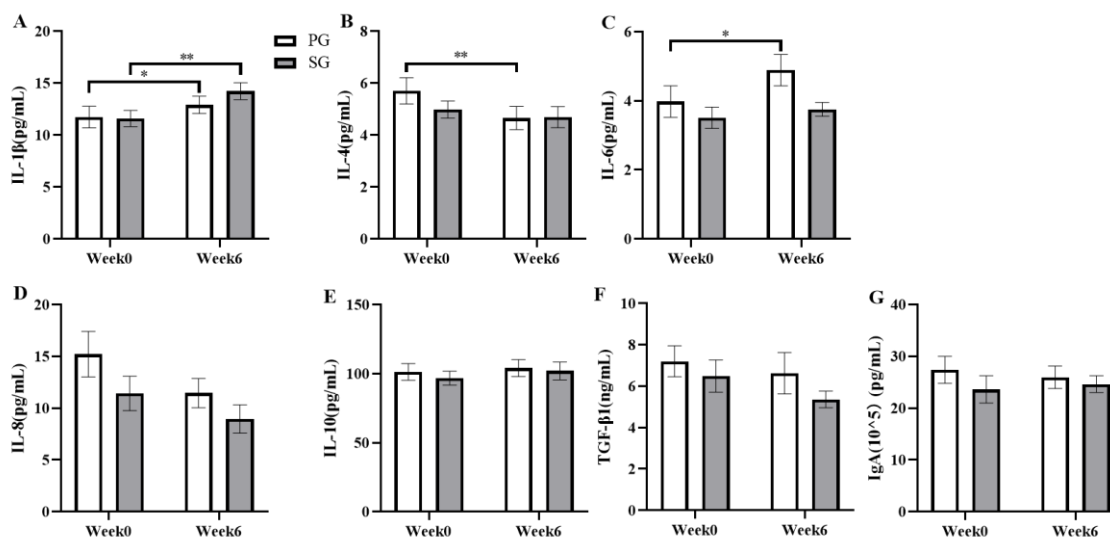 A
IL-1β(pg/mL)
20
15
10
5
0
*
**
Week0
Week6
PG
SG
B
IL-4(pg/mL)
8
6
4
2
0
**
Week0
Week6
C
IL-6(pg/mL)
6
4
2
0
*
Week0
Week6
D
IL-8(pg/mL)
20
15
10
5
0
Week0
Week6
E
IL-10(pg/mL)
150
100
50
0
Week0
Week6
F
TGF-β1(ng/mL)
10
8
6
4
2
0
Week0
Week6
G
IgA(10^5) (pg/mL)
40
30
20
10
0
Week0
Week6